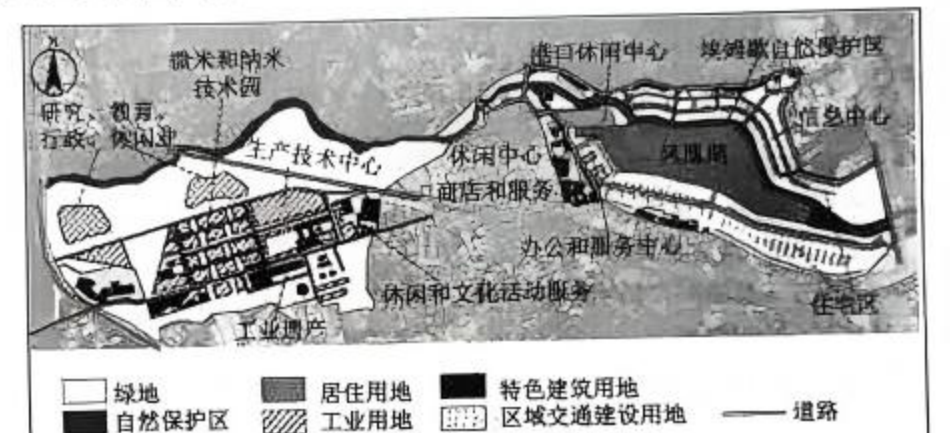 N
微米和纳米
技术园
港口休闲中心
埃姆歇自然保护区
研究、教育、
行政、休闲业
生产技术中心
休闲中心
凤凰湖
信息中心
商店和服务
办公和服务中心
休闲和文化活动服务
住宅区
工业遗产
绿地
居住用地
特色建筑用地
自然保护区
工业用地
区域交通建设用地
道路